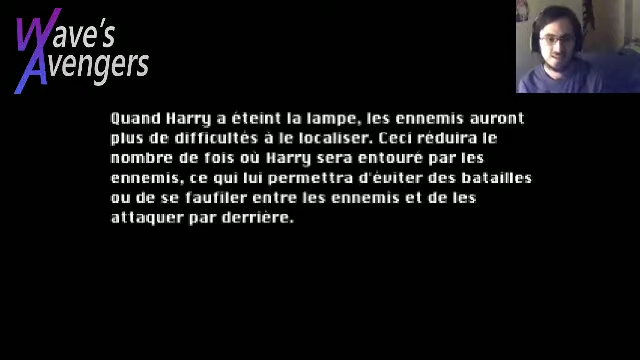 Wave's
Avengers
Quand Harry a éteint la lampe, les ennemis auront
plus de difficultés à le localiser. Ceci réduira le
nombre de fois où Harry sera entouré par les
ennemis, ce qui lui permettra d'éviter des batailles
ou de se faufiler entre les ennemis et de les
attaquer par derrière.